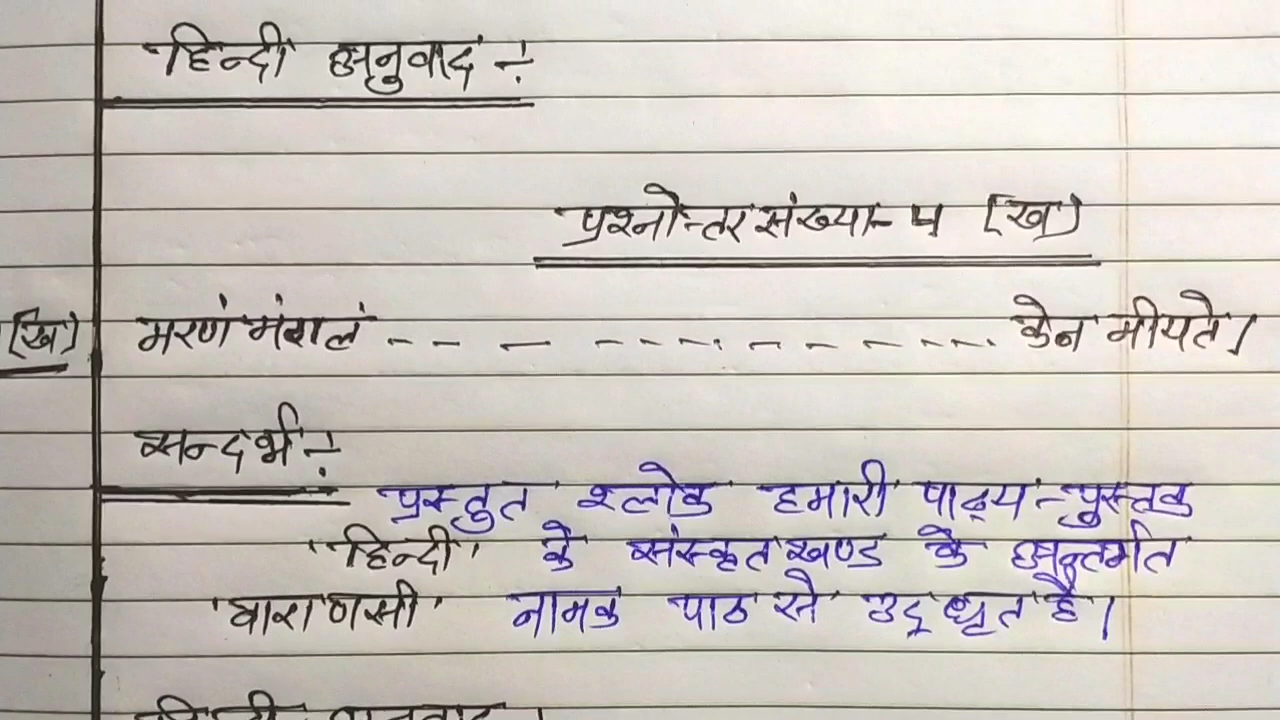 हिन्दी अनुवाद ÷
प्रश्नोत्तर संख्या- 4 (ख)
(ख) मरणं मंगलं - - - - - - - - - - - - - - केन मीयते।
सन्दर्भ ÷
प्रस्तुत श्लोक हमारी पाठ्य-पुस्तक
'हिन्दी' के संस्कृत खण्ड के अन्तर्गत
'वाराणसी' नामक पाठ से उद्धृत है।
हिन्दी अनुवाद